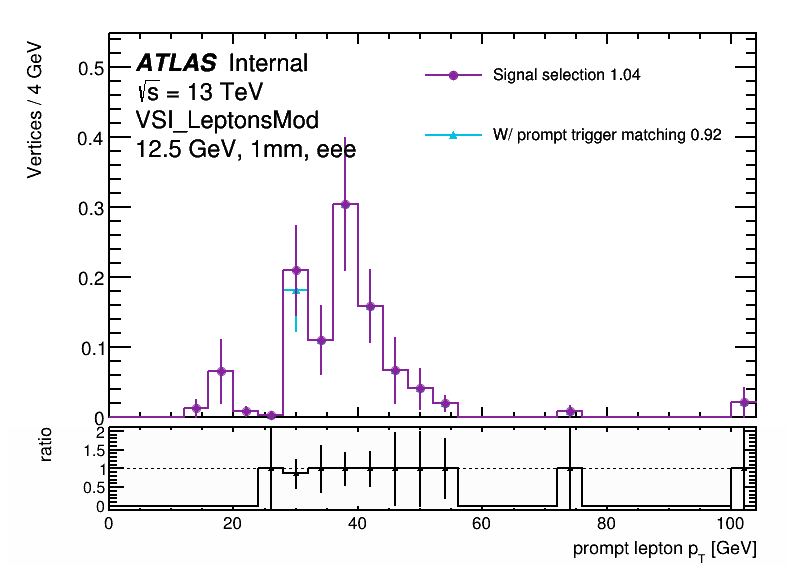 ATLAS Internal
√s = 13 TeV
VSI_LeptonsMod
12.5 GeV, 1mm, eee
Signal selection 1.04
W/ prompt trigger matching 0.92
Vertices / 4 GeV
0.5
0.4
0.3
0.2
0.1
0
ratio
2
1.5
1
0.5
0
0 20 40 60 80 100
prompt lepton p_T [GeV]